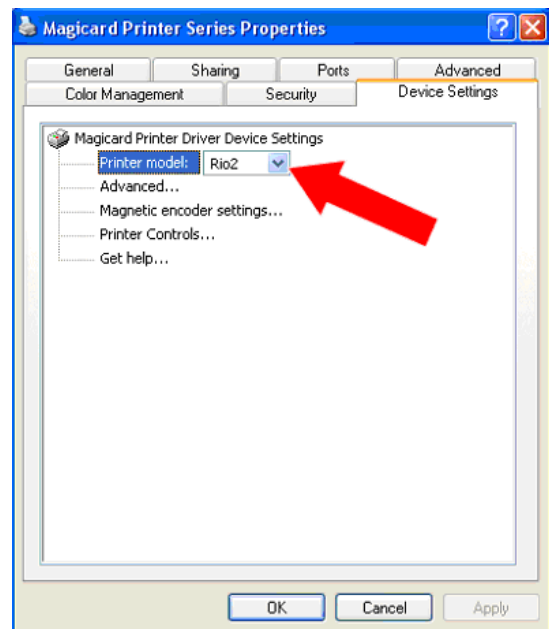 Magicard Printer Series Properties
General Sharing Ports Advanced
Color Management Security Device Settings
Magicard Printer Driver Device Settings
Printer model: Rio2
Advanced...
Magnetic encoder settings...
Printer Controls...
Get help...
OK Cancel Apply